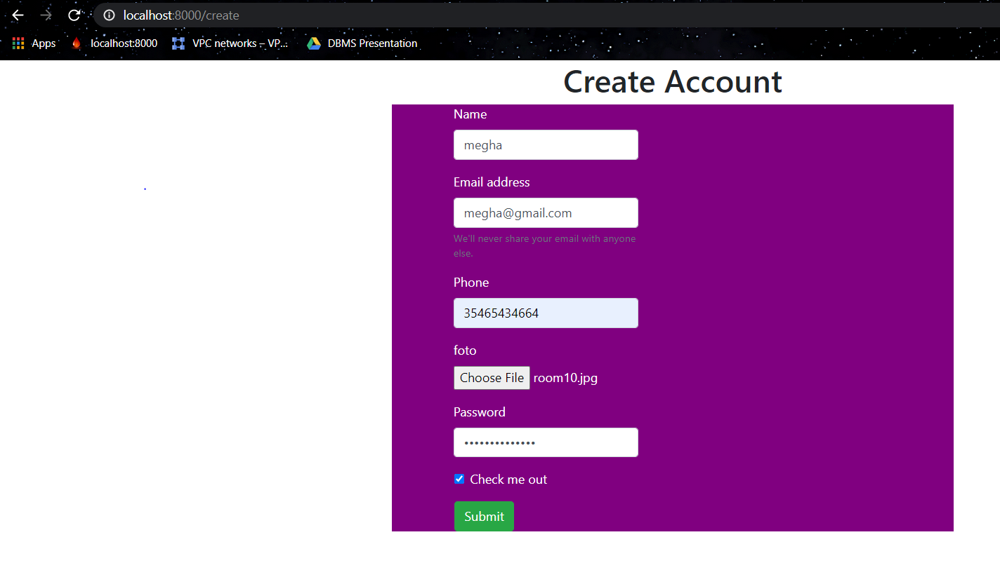 localhost:8000/create
Apps localhost:8000 VPC networks – VP... DBMS Presentation
Create Account
Name
megha
Email address
megha@gmail.com
We'll never share your email with anyone
else.
Phone
35465434664
foto
Choose File room10.jpg
Password
••••••••••••••
Check me out
Submit